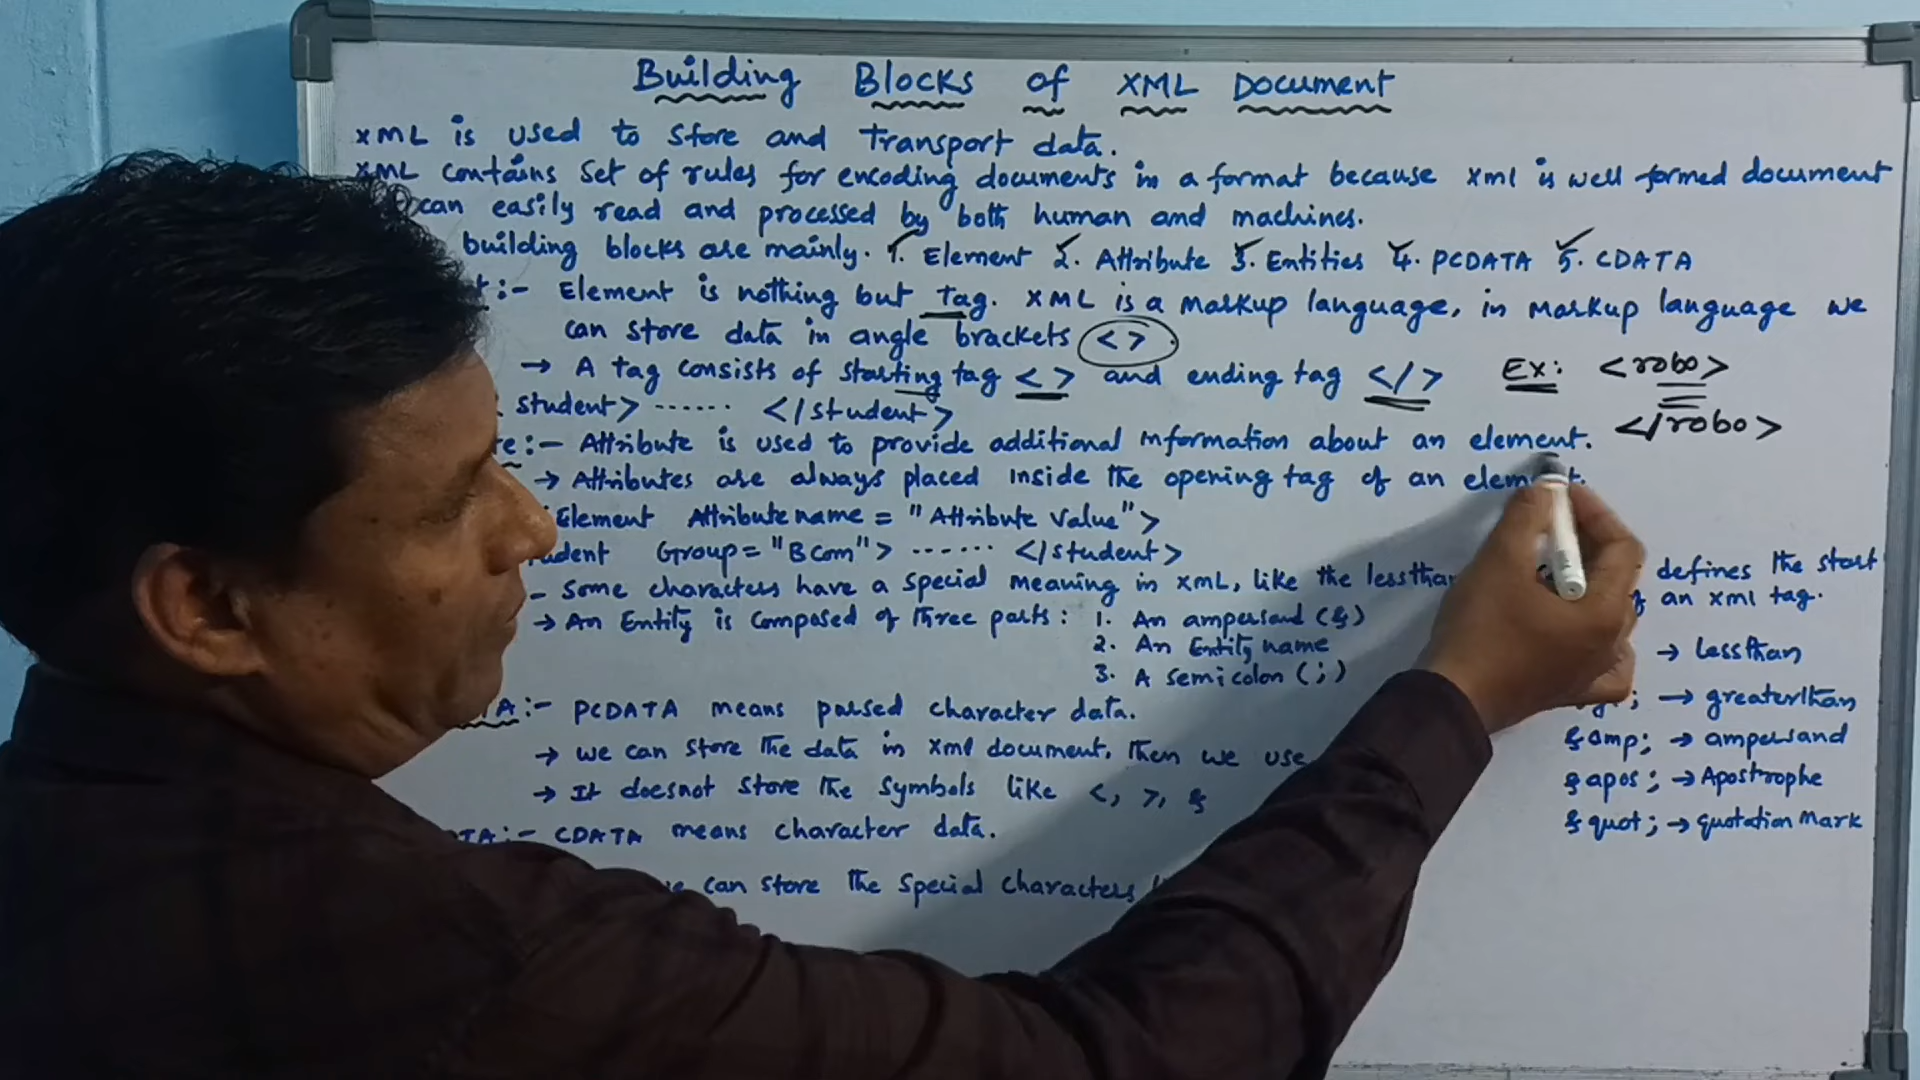 Building Blocks of XML Document
XML is used to store and Transport data.
XML contains set of rules for encoding documents in a format because xml is well formed document
can easily read and processed by both human and machines.
building blocks are mainly. 1. Element 2. Attribute 3. Entities 4. PCDATA 5. CDATA
:- Element is nothing but Tag. XML is a markup language, in markup language we
can store data in angle brackets <>.
→ A tag consists of starting tag <> and ending tag </> Ex: <robo>
student> ...... </student> </robo>
:- Attribute is used to provide additional information about an element.
→ Attributes are always placed inside the opening tag of an element.
Element Attribute name = "Attribute Value">
Group="BCom"> ...... </student>
- Some characters have a special meaning in XML, like the defines the start
→ An Entity is composed of three parts: 1. An ampersand (&) an xml tag.
2. An Entity name → Lessthan
3. A semicolon (;) ; → greaterthan
:- PCDATA means parsed character data. &amp; → ampersand
→ we can store the data in xml document, then we use
&apos; → Apostrophe
→ It doesnot store the symbols like <, >, &
&quot; → quotation mark
:- CDATA means character data.
can store the special characters